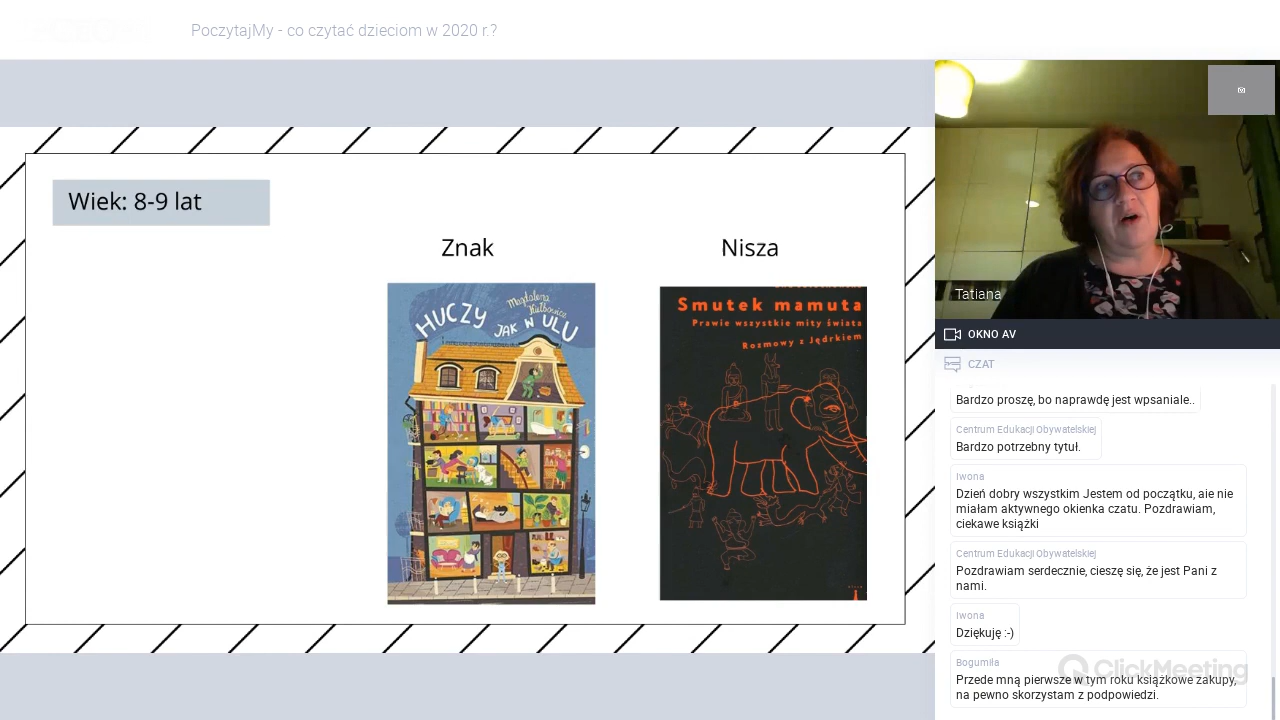 PoczytajMy - co czytać dzieciom w 2020 r.?
Wiek: 8-9 lat
Znak
Nisza
HUCZY JAK W ULU
Magdalena
Smutek mamuta
Prawie wszystkie mity świata
Rozmowy z Jędrkiem
Tatiana
OKNO AV
CZAT
Bardzo proszę, bo naprawdę jest wpsaniale..
Centrum Edukacji Obywatelskiej
Bardzo potrzebny tytuł.
Iwona
Dzień dobry wszystkim Jestem od początku, aie nie
miałam aktywnego okienka czatu. Pozdrawiam,
ciekawe książki
Centrum Edukacji Obywatelskiej
Pozdrawiam serdecznie, cieszę się, że jest Pani z
nami.
Iwona
Dziękuję :-)
Bogumiła
Przede mną pierwsze w tym roku książkowe zakupy,
na pewno skorzystam z podpowiedzi.
ClickMeeting